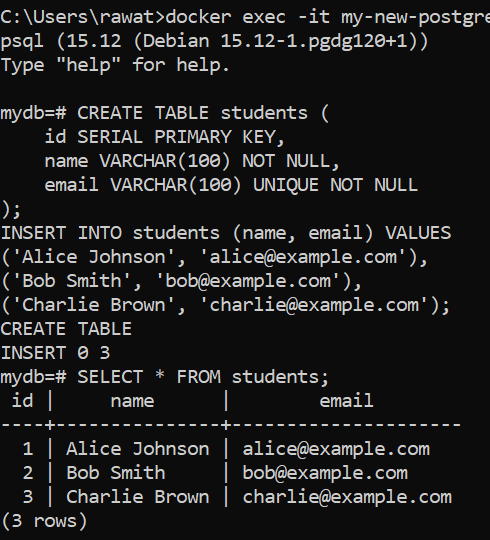 C:\Users\rawat>docker exec -it my-new-postgre
psql (15.12 (Debian 15.12-1.pgdg120+1))
Type "help" for help.

mydb=# CREATE TABLE students (
    id SERIAL PRIMARY KEY,
    name VARCHAR(100) NOT NULL,
    email VARCHAR(100) UNIQUE NOT NULL
);
INSERT INTO students (name, email) VALUES
('Alice Johnson', 'alice@example.com'),
('Bob Smith', 'bob@example.com'),
('Charlie Brown', 'charlie@example.com');
CREATE TABLE
INSERT 0 3
mydb=# SELECT * FROM students;
 id |     name      |        email
----+---------------+---------------------
  1 | Alice Johnson | alice@example.com
  2 | Bob Smith     | bob@example.com
  3 | Charlie Brown | charlie@example.com
(3 rows)